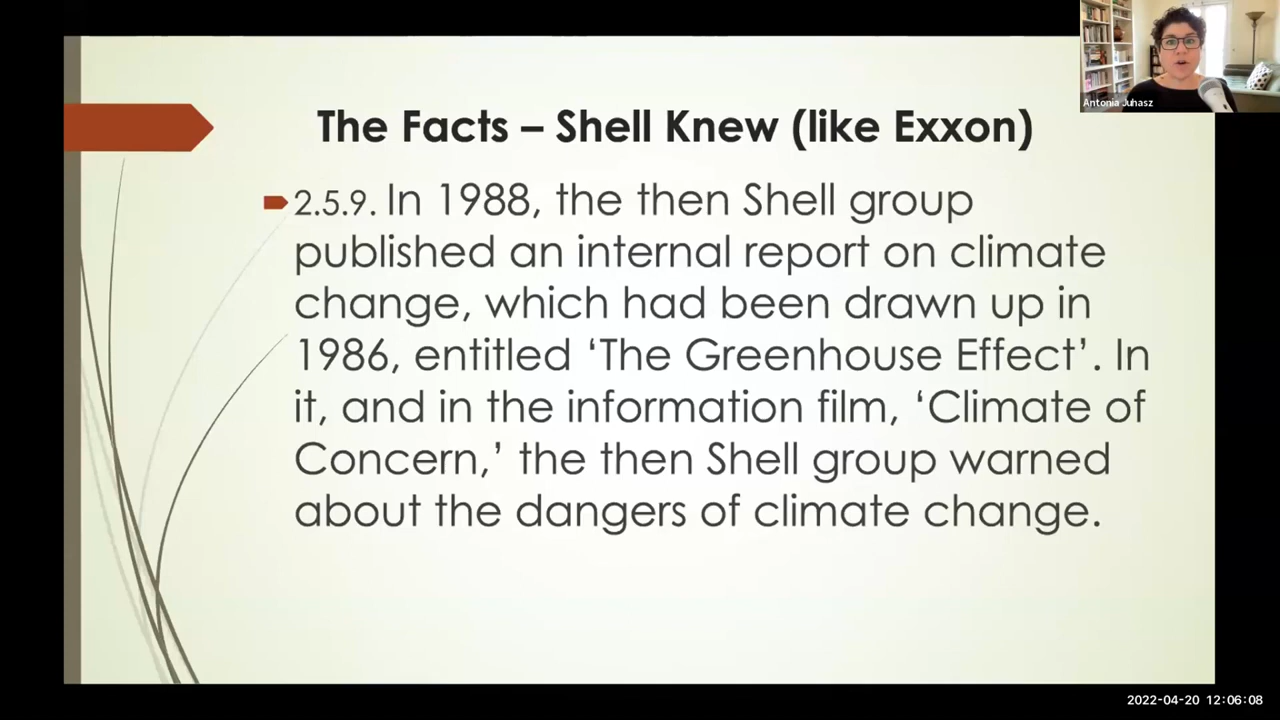 Antonia Juhasz
The Facts – Shell Knew (like Exxon)
2.5.9. In 1988, the then Shell group
published an internal report on climate
change, which had been drawn up in
1986, entitled ‘The Greenhouse Effect’. In
it, and in the information film, ‘Climate of
Concern,’ the then Shell group warned
about the dangers of climate change.
2022-04-20 12:06:08